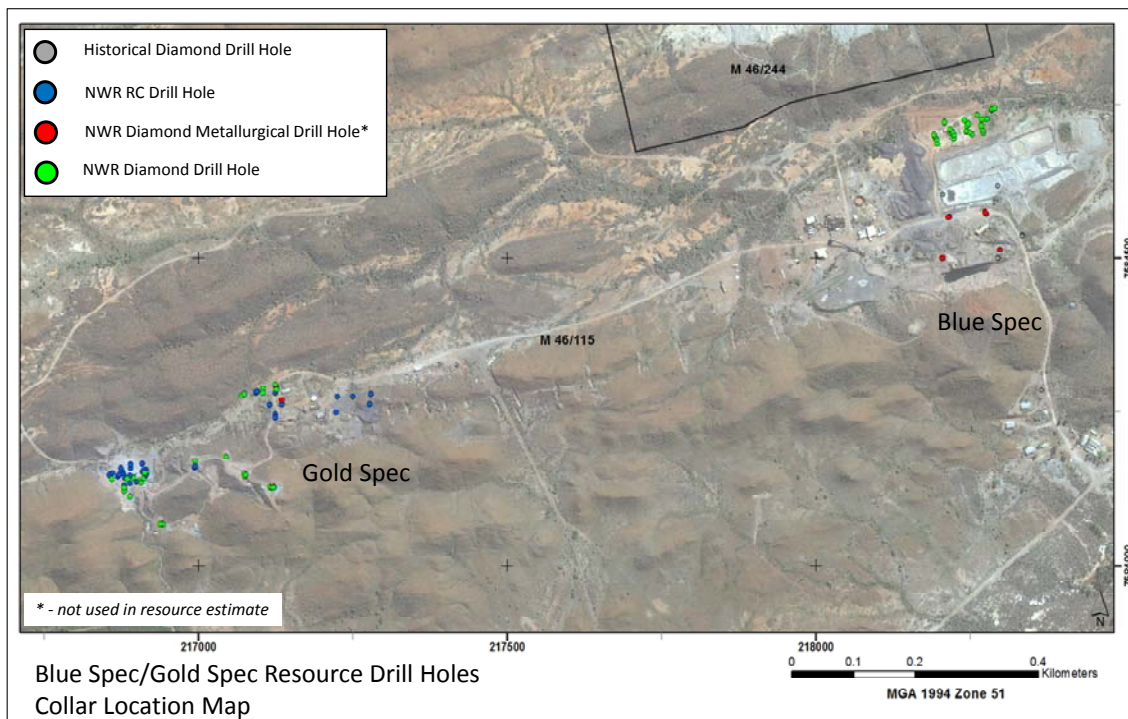 Historical Diamond Drill Hole
NWR RC Drill Hole
NWR Diamond Metallurgical Drill Hole*
NWR Diamond Drill Hole
M 46/244
Blue Spec
M 46/115
Gold Spec
* - not used in resource estimate
N
217000
217500
218000
Blue Spec/Gold Spec Resource Drill Holes
Collar Location Map
0 0.1 0.2 0.4
Kilometers
MGA 1994 Zone 51